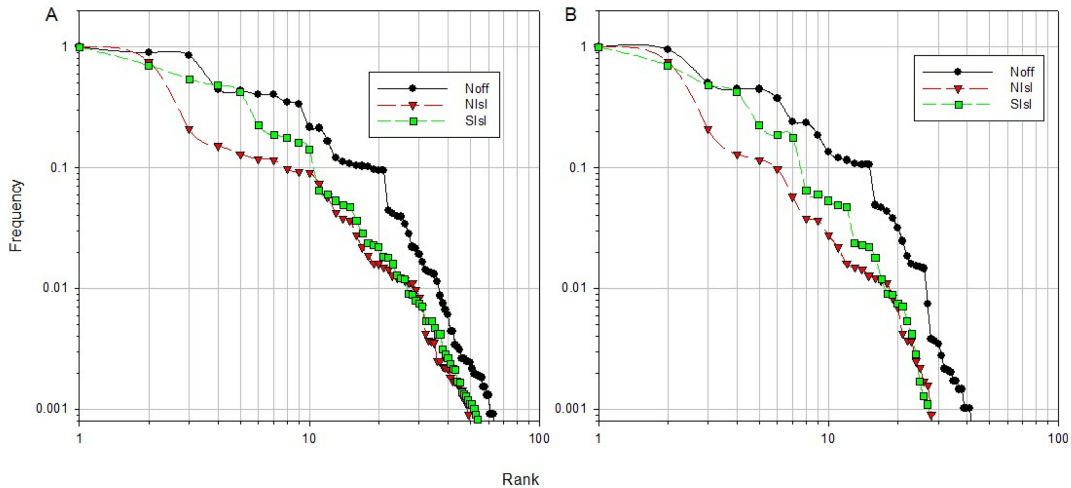 A
B
1
0.1
0.01
0.001
Frequency
Noff
NIsl
SIsl
Noff
NIsl
SIsl
1
0.1
0.01
0.001
1
10
100
1
10
100
Rank